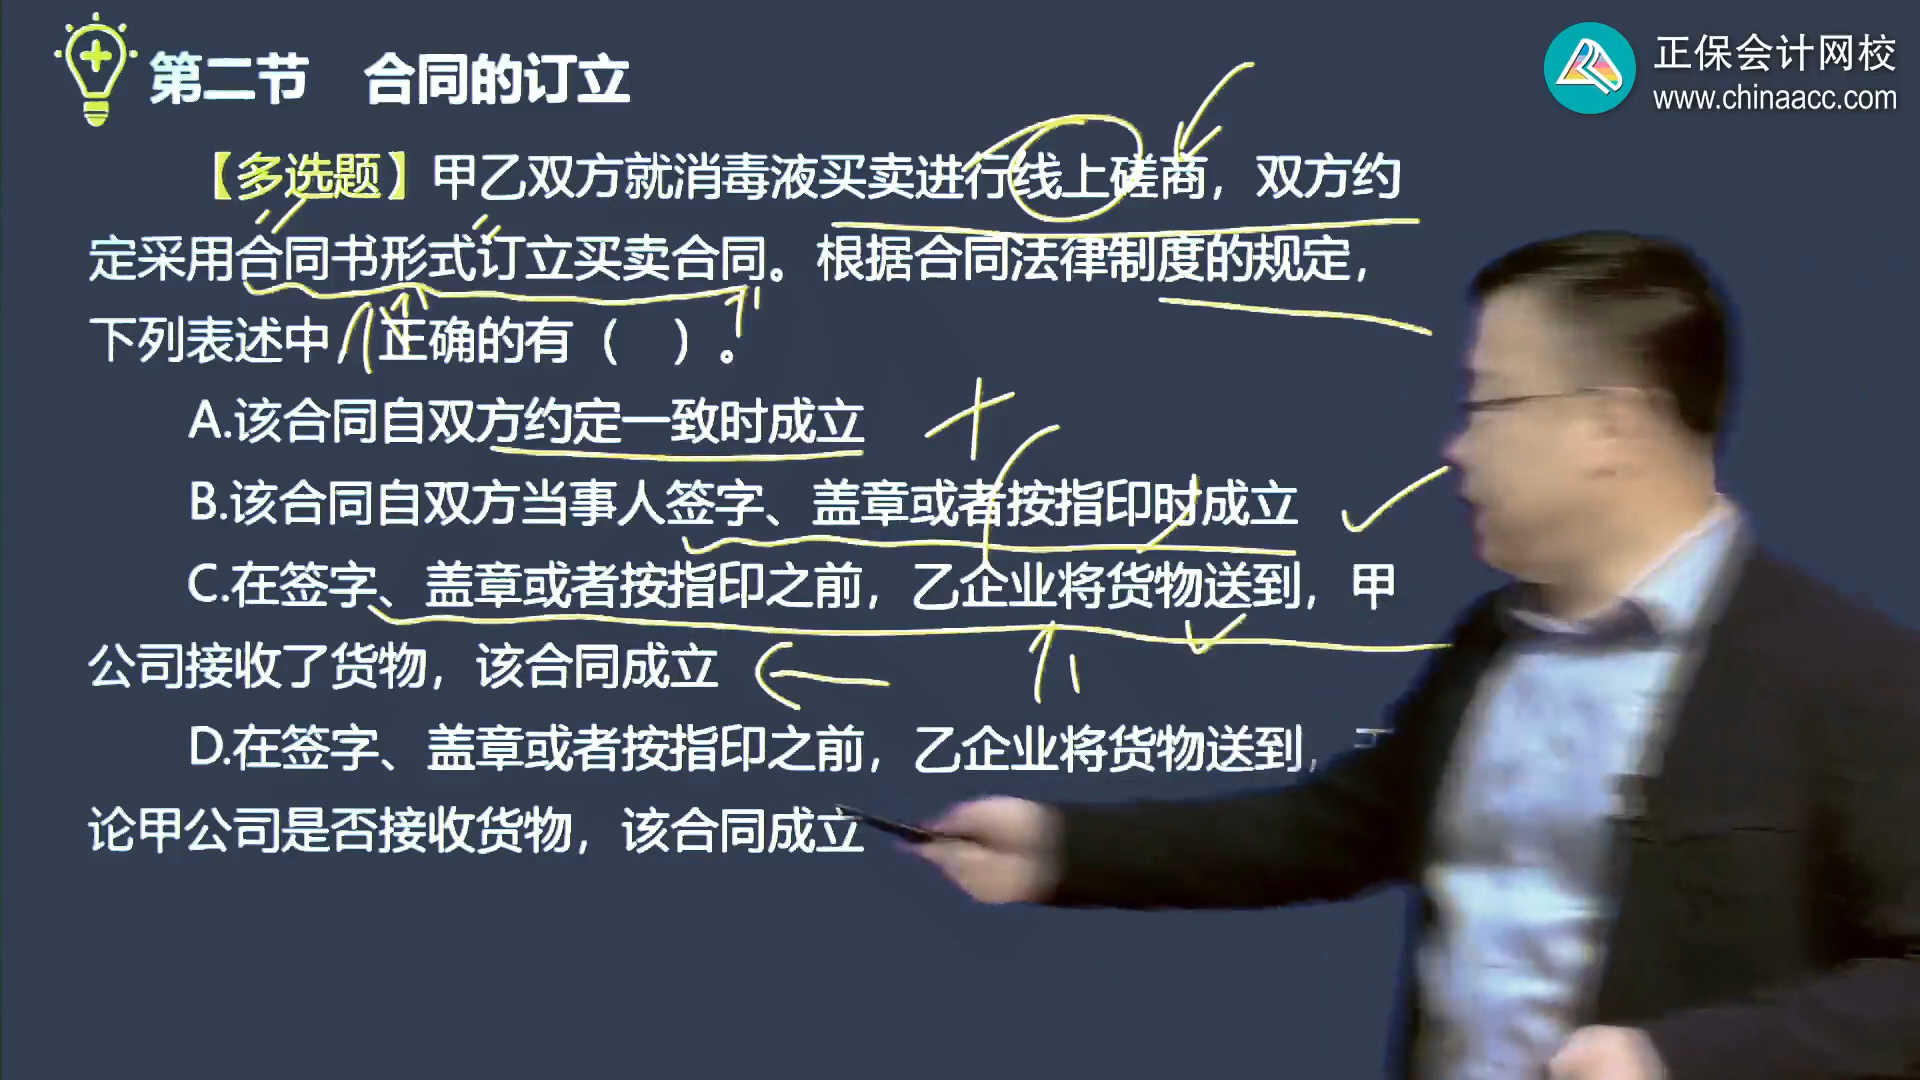 第二节 合同的订立
正保会计网校
www.chinaacc.com
【多选题】甲乙双方就消毒液买卖进行线上磋商，双方约
定采用合同书形式订立买卖合同。根据合同法律制度的规定，
下列表述中，正确的有（ ）。
A.该合同自双方约定一致时成立
B.该合同自双方当事人签字、盖章或者按指印时成立
C.在签字、盖章或者按指印之前，乙企业将货物送到，甲
公司接收了货物，该合同成立
D.在签字、盖章或者按指印之前，乙企业将货物送到，
论甲公司是否接收货物，该合同成立